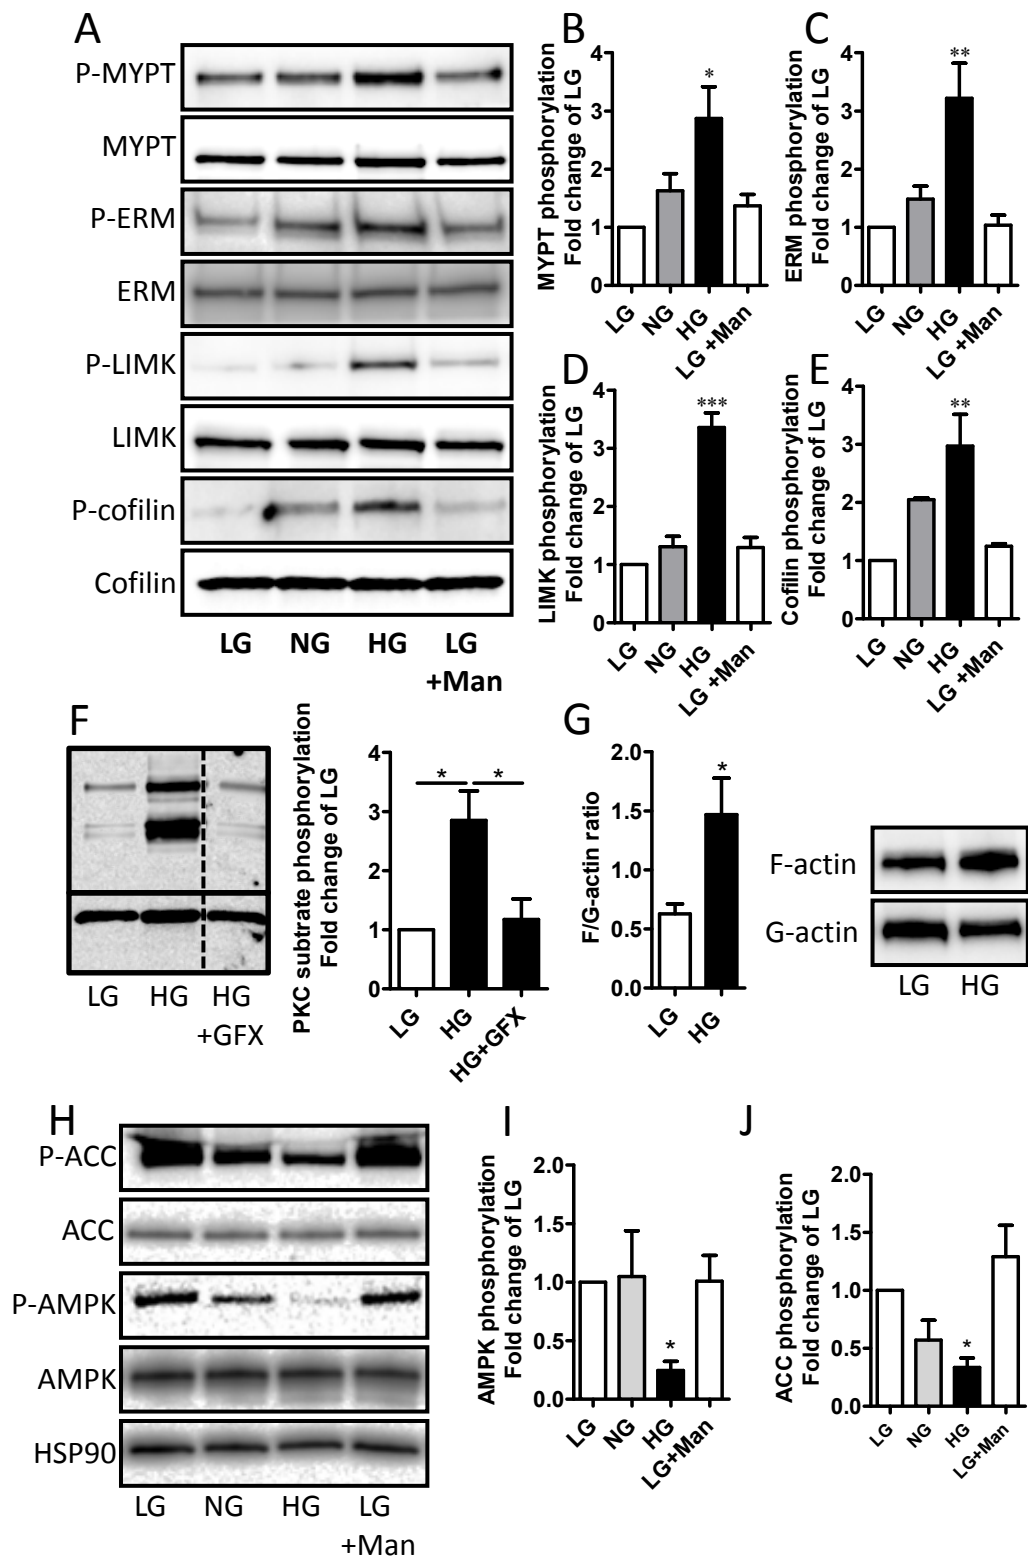 A
P-MYPT
MYPT
P-ERM
ERM
P-LIMK
LIMK
P-cofilin
Cofilin
LG NG HG LG
+Man
B
MYPT phosphorylation
Fold change of LG
4
3
2
1
0
*
LG NG HG LG +Man
C
ERM phosphorylation
Fold change of LG
4
3
2
1
0
**
LG NG HG LG +Man
D
LIMK phosphorylation
Fold change of LG
4
3
2
1
0
***
LG NG HG LG +Man
E
Cofilin phosphorylation
Fold change of LG
4
3
2
1
0
**
LG NG HG LG +Man
F
LG HG HG
+GFX
PKC subtrate phosphorylation
Fold change of LG
4
3
2
1
0
* *
LG HG HG+GFX
G
F/G-actin ratio
2.0
1.5
1.0
0.5
0.0
*
LG HG
F-actin
G-actin
LG HG
H
P-ACC
ACC
P-AMPK
AMPK
HSP90
LG NG HG LG
+Man
I
AMPK phosphorylation
Fold change of LG
2.0
1.5
1.0
0.5
0.0
*
LG NG HG LG+Man
J
ACC phosphorylation
Fold change of LG
2.0
1.5
1.0
0.5
0.0
*
LG NG HG LG+Man